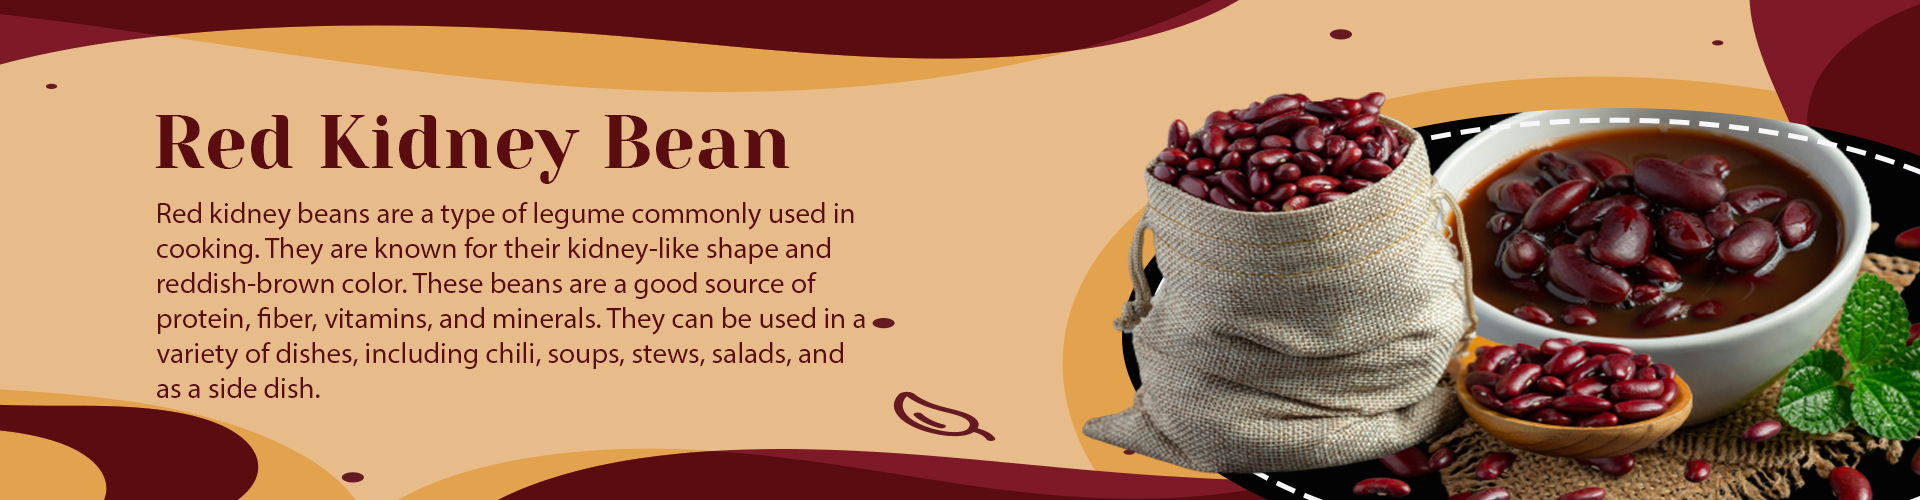 Red Kidney Bean
Red kidney beans are a type of legume commonly used in
cooking. They are known for their kidney-like shape and
reddish-brown color. These beans are a good source of
protein, fiber, vitamins, and minerals. They can be used in a
variety of dishes, including chili, soups, stews, salads, and
as a side dish.